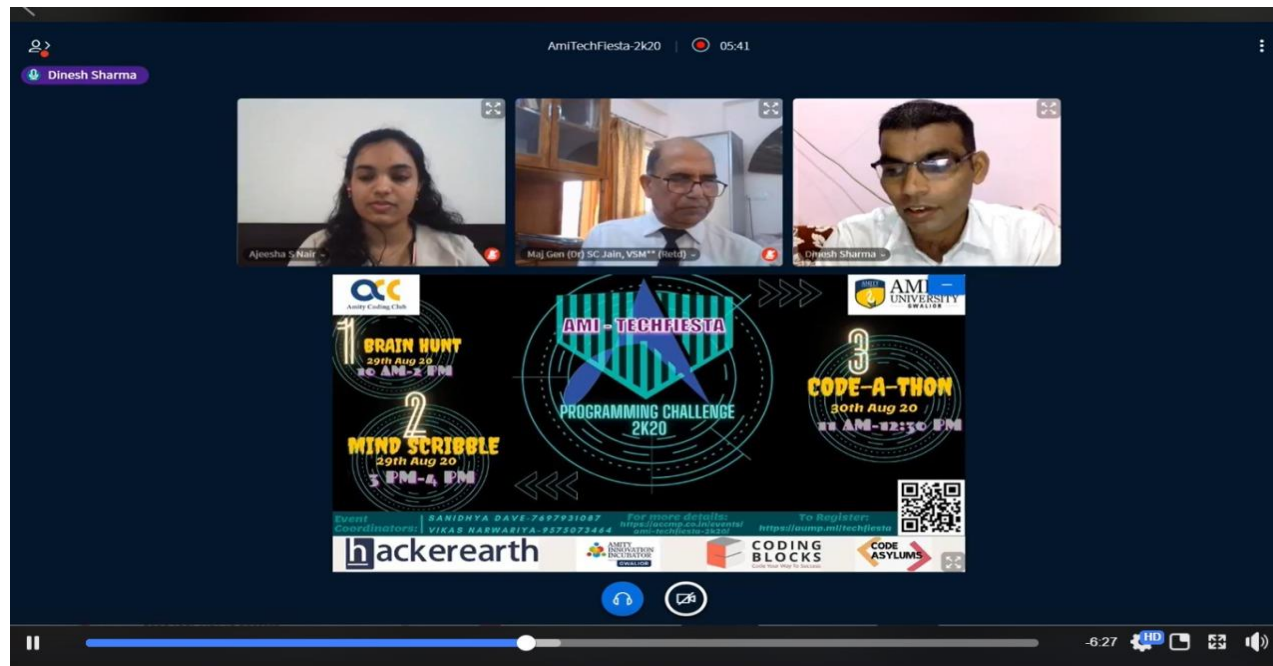 AmiTechFiesta-2k20 | 05:41
Dinesh Sharma
Ajeesha S Nair
Maj Gen (Dr) SC Jain, VSM** (Retd)
Dinesh Sharma
acc
Amity Coding Club
1
BRAIN HUNT
29th Aug 20
10 AM-2 PM
2
MIND SCRIBBLE
29th Aug 20
3 PM-4 PM
AMI - TECHFIESTA
PROGRAMMING CHALLENGE
2K20
AMITY
AMI
UNIVERSITY
GWALIOR
3
CODE-A-THON
30th Aug 20
11 AM-12:30 PM
Event
Coordinators:
SANIDHYA DAVE-7697931087
VIKAS NARWARIYA-9575073464
For more details:
https://accmp.co.in/events/
ami-techfiesta-2k20/
To Register:
https://aump.ml/techfiesta
hackerearth
AMITY
INNOVATION
INCUBATOR
GWALIOR
CODING
BLOCKS
Code Your Way To Success
CODE
ASYLUMS
-6:27
HD